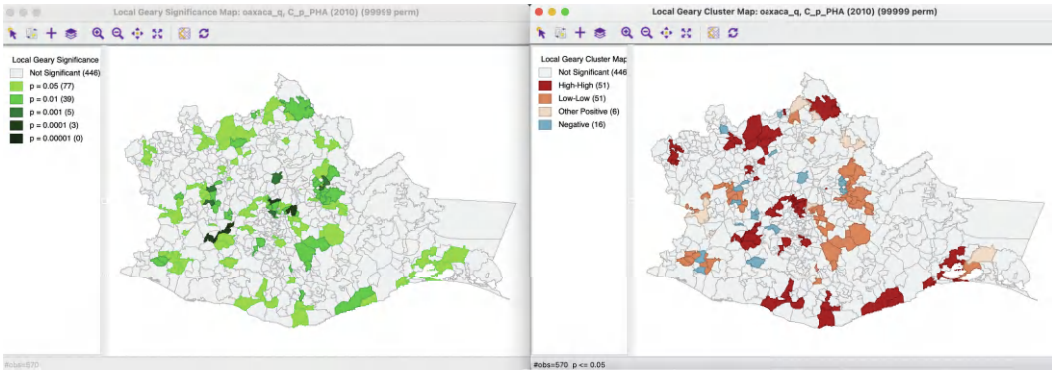 Local Geary Significance Map: oaxaca_q, C_p_PHA (2010) (99999 perm)
Local Geary Significance
Not Significant (446)
p = 0.05 (77)
p = 0.01 (39)
p = 0.001 (5)
p = 0.0001 (3)
p = 0.00001 (0)
#obs=570
Local Geary Cluster Map: oaxaca_q, C_p_PHA (2010) (99999 perm)
Local Geary Cluster Map
Not Significant (446
High-High (51)
Low-Low (51)
Other Positive (6)
Negative (16)
#obs=570 p <= 0.05